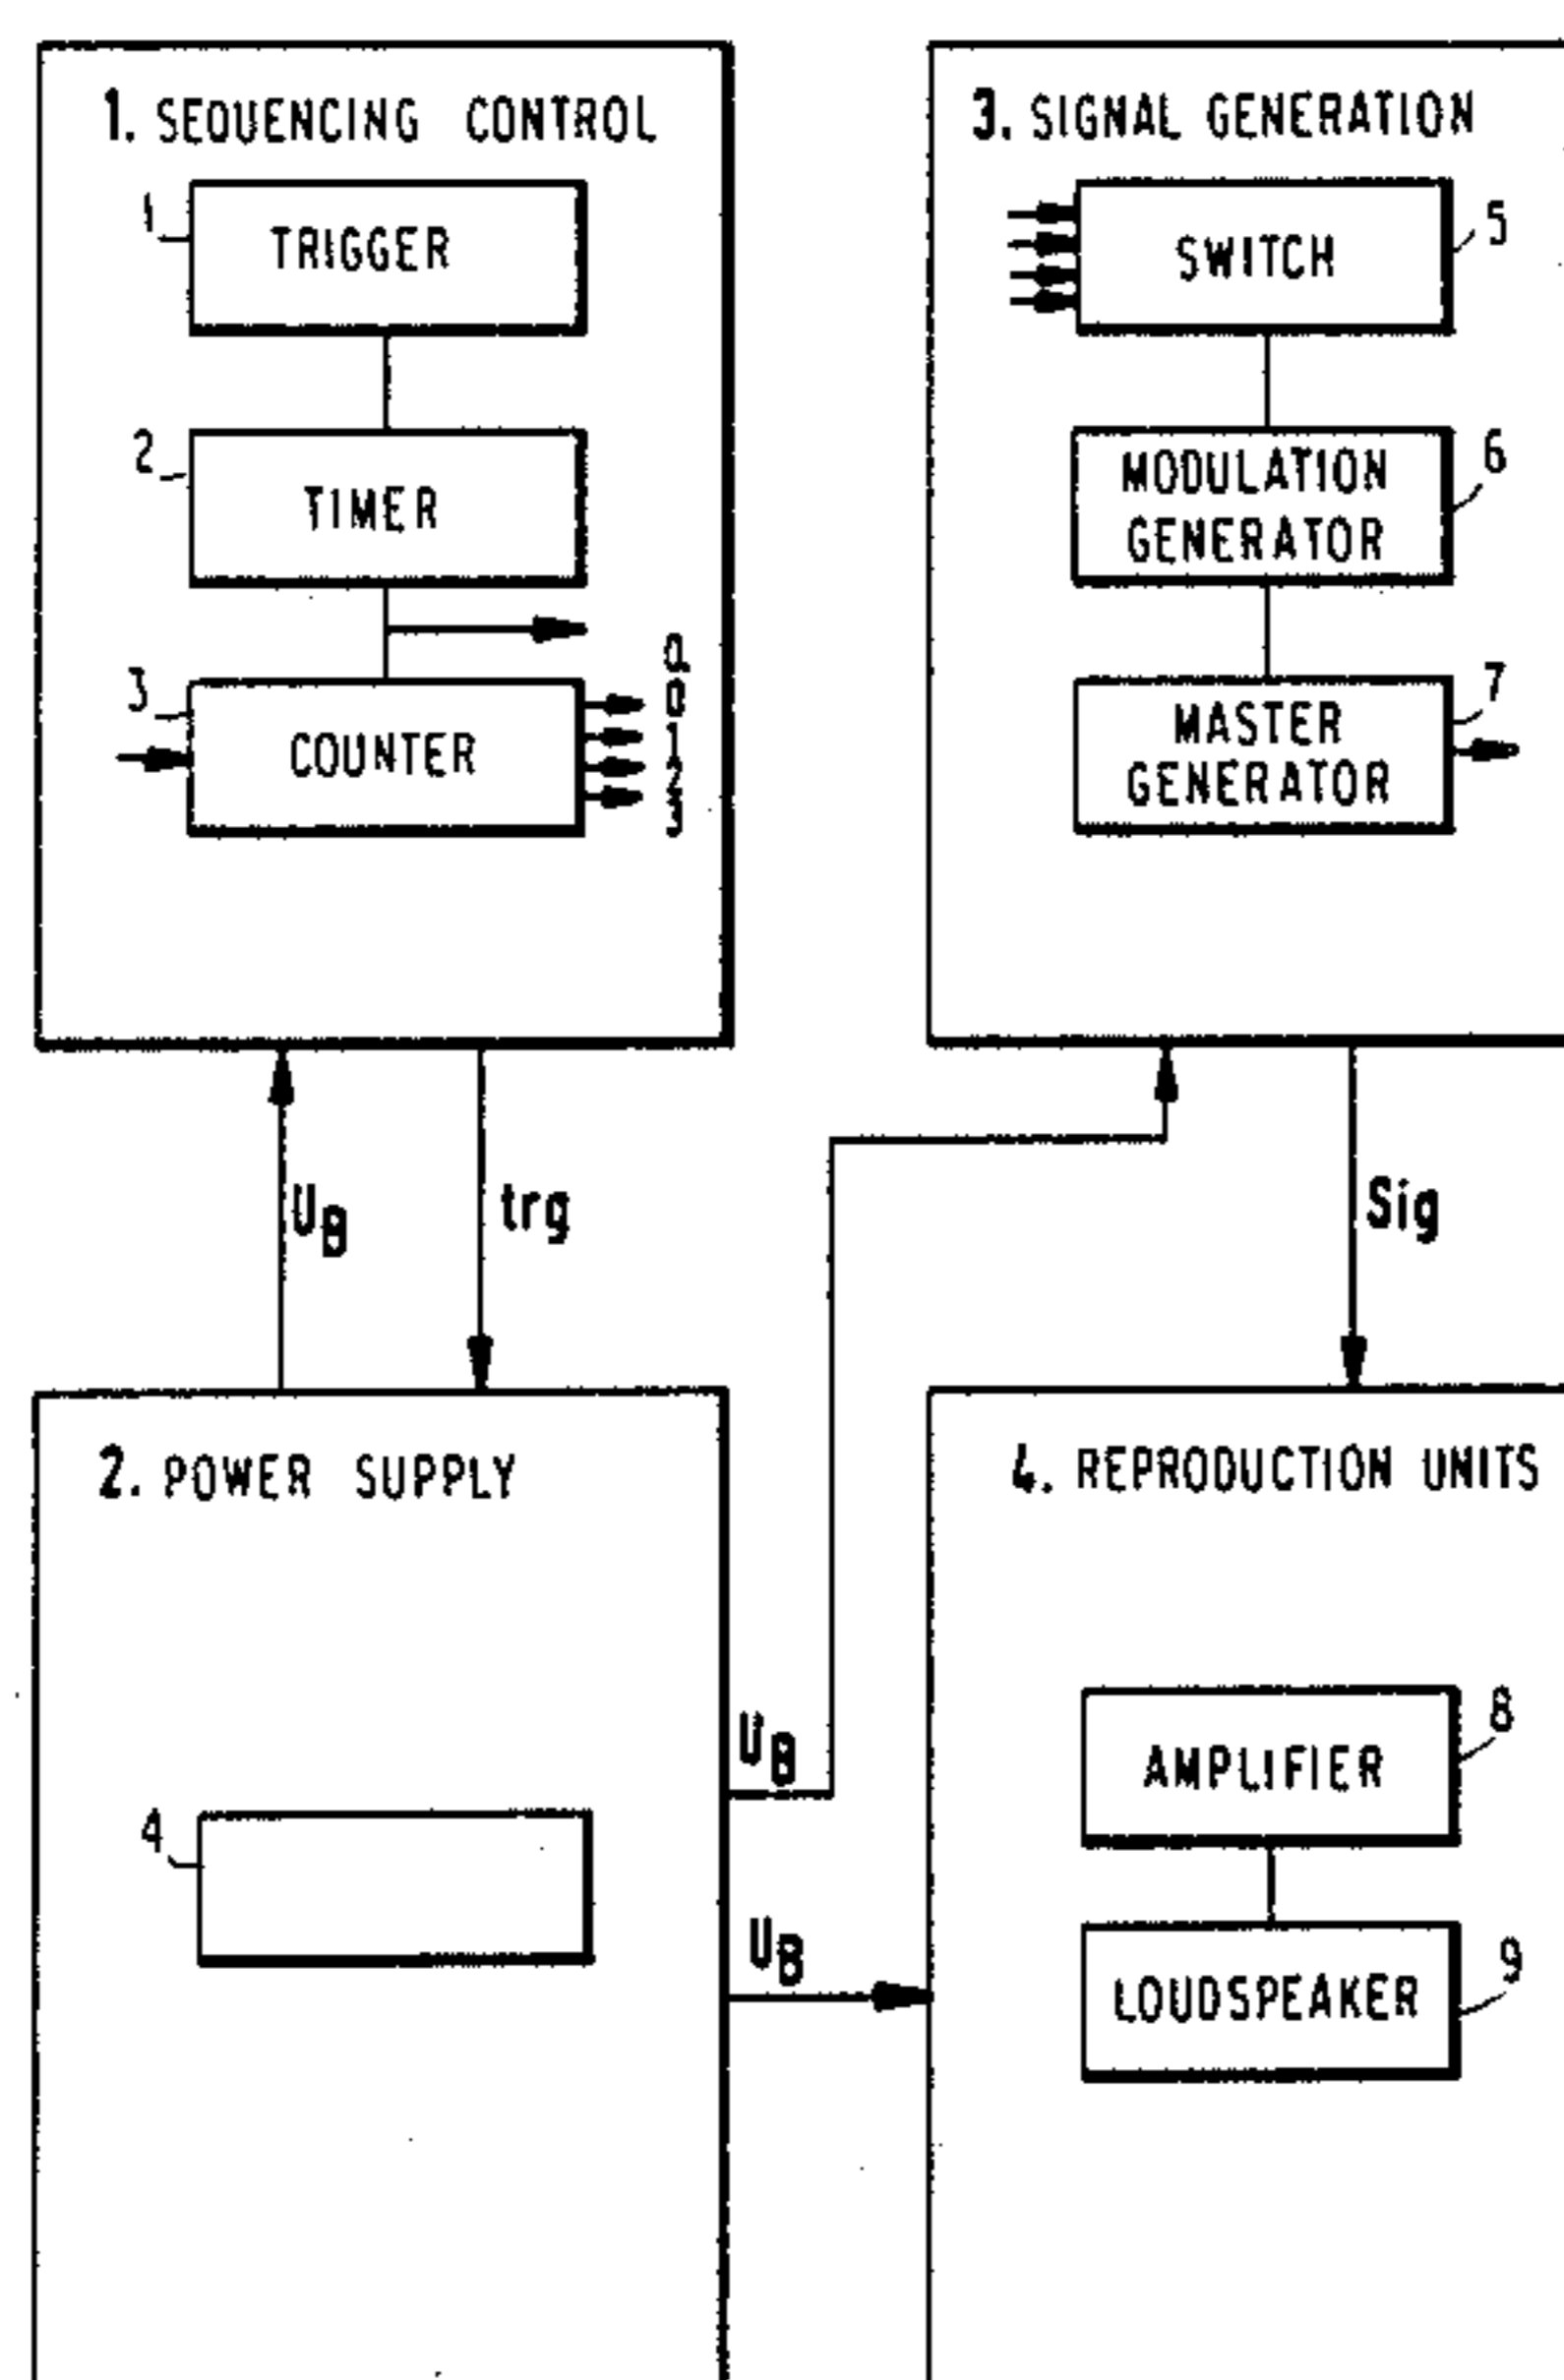 1. SEQUENCING CONTROL
1
TRIGGER
2
TIMER
3
COUNTER
Q
0
1
2
3
3. SIGNAL GENERATION
SWITCH
5
MODULATION
GENERATOR
6
MASTER
GENERATOR
7
UB
trg
Sig
2. POWER SUPPLY
4
UB
UB
4. REPRODUCTION UNITS
AMPLIFIER
8
LOUDSPEAKER
9